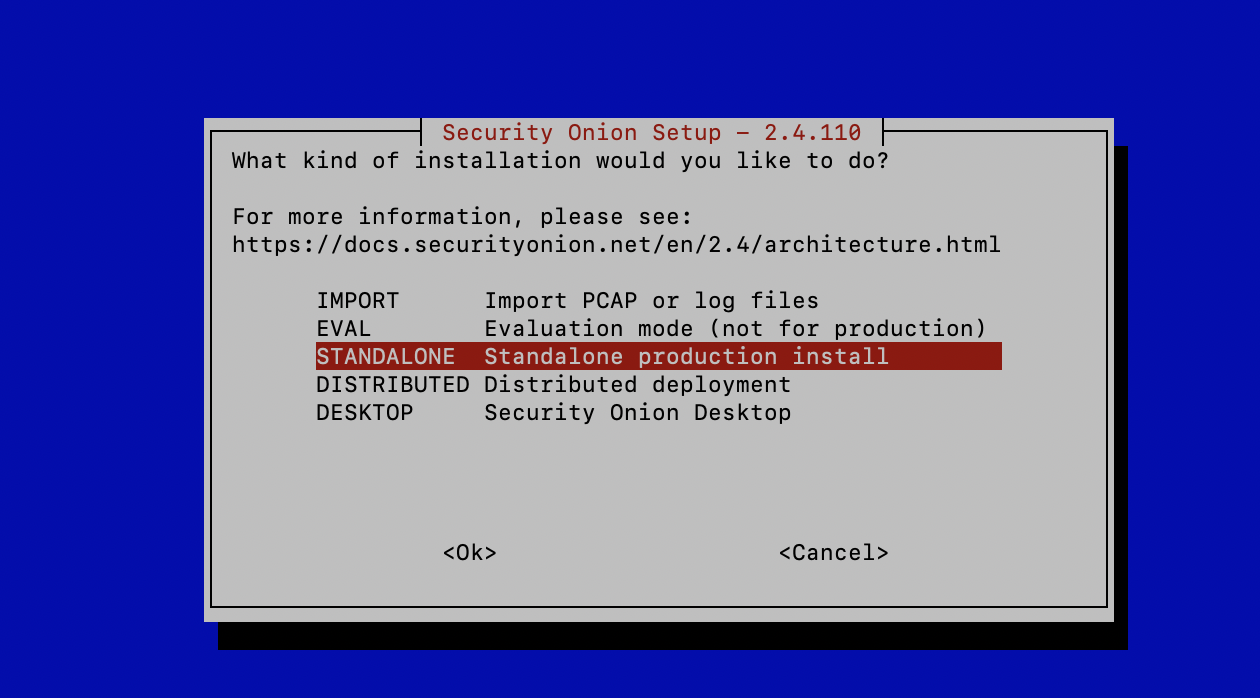 Security Onion Setup – 2.4.110
What kind of installation would you like to do?
For more information, please see:
https://docs.securityonion.net/en/2.4/architecture.html
IMPORT Import PCAP or log files
EVAL Evaluation mode (not for production)
STANDALONE Standalone production install
DISTRIBUTED Distributed deployment
DESKTOP Security Onion Desktop
<Ok> <Cancel>